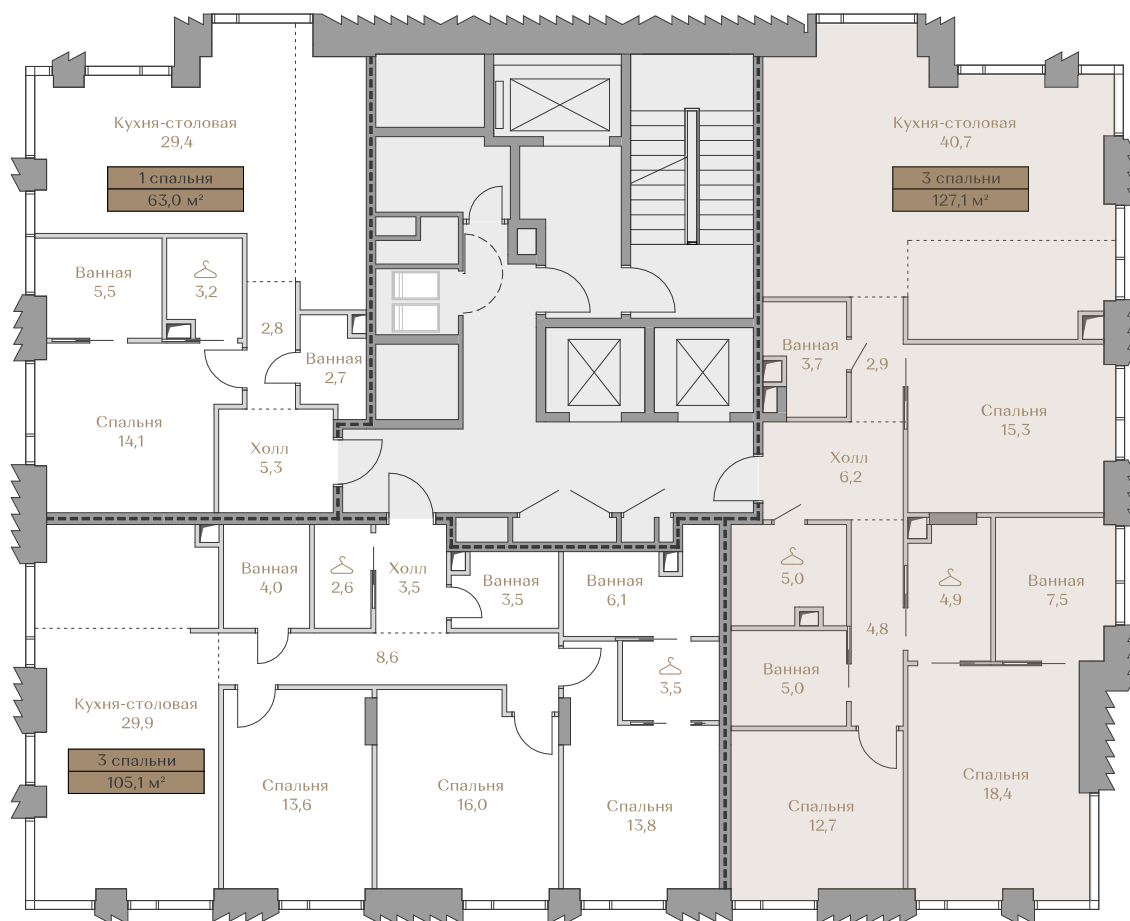 Кухня-столовая
29,4
1 спальня
63,0 м²
Ванная
5,5
3,2
2,8
Ванная
2,7
Спальня
14,1
Холл
5,3
Кухня-столовая
40,7
3 спальни
127,1 м²
Ванная
3,7
2,9
Спальня
15,3
Холл
6,2
5,0
4,9
Ванная
7,5
4,8
Ванная
5,0
Спальня
12,7
Спальня
18,4
Ванная
4,0
2,6
Холл
3,5
Ванная
3,5
Ванная
6,1
8,6
3,5
Кухня-столовая
29,9
3 спальни
105,1 м²
Спальня
13,6
Спальня
16,0
Спальня
13,8